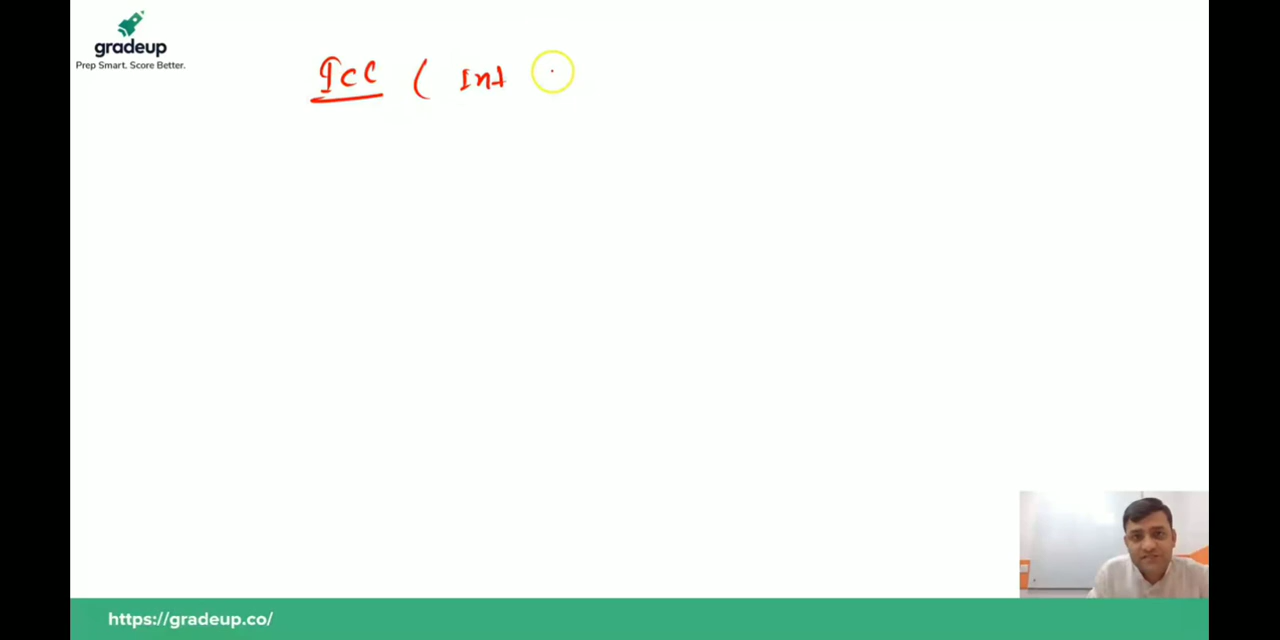 gradeup
Prep Smart. Score Better.
ICC ( Int
https://gradeup.co/